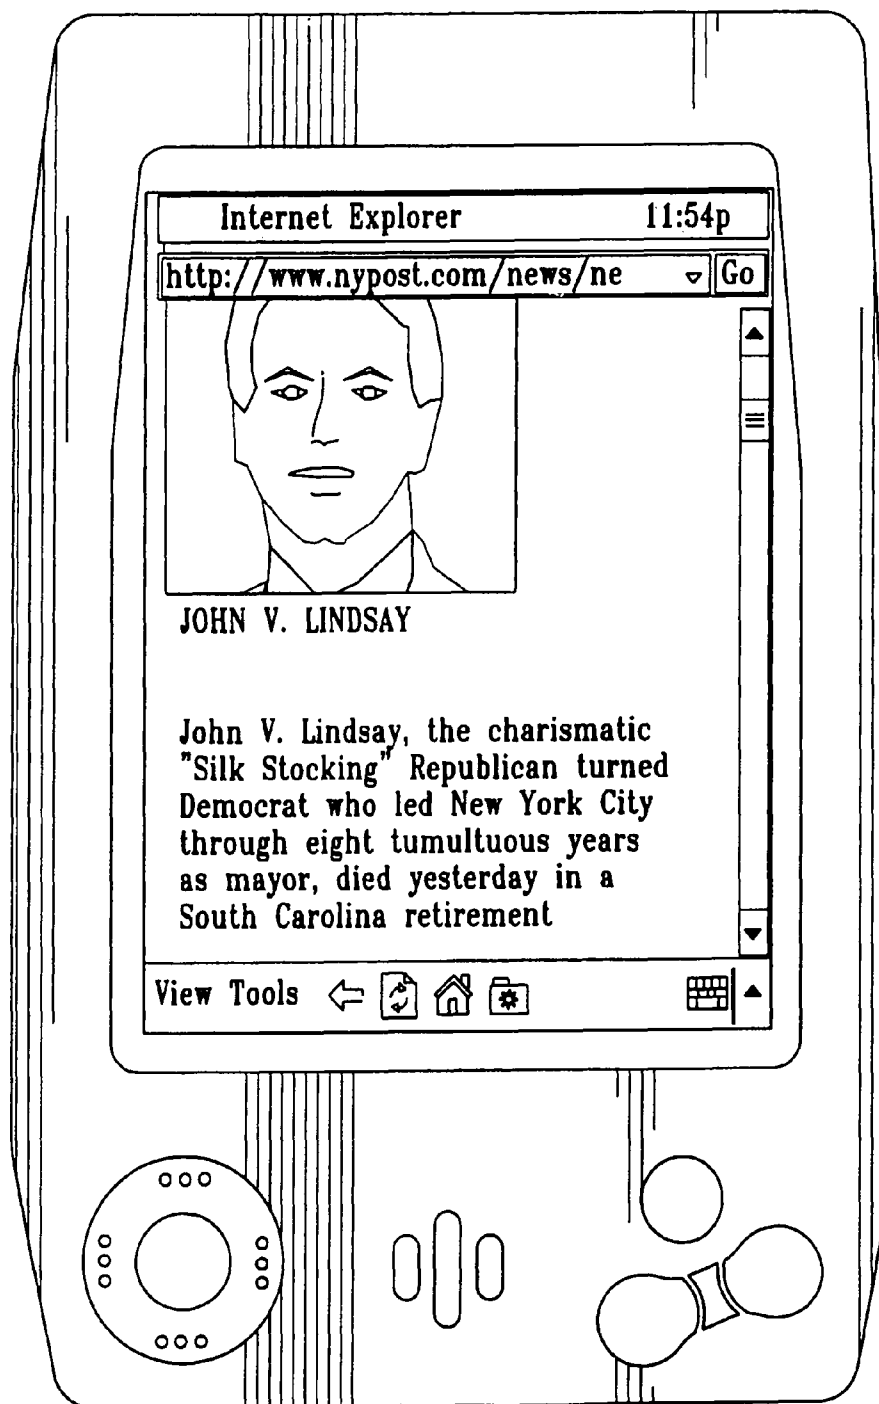 Internet Explorer 11:54p
http://www.nypost.com/news/ne Go
JOHN V. LINDSAY
John V. Lindsay, the charismatic
"Silk Stocking" Republican turned
Democrat who led New York City
through eight tumultuous years
as mayor, died yesterday in a
South Carolina retirement
View Tools